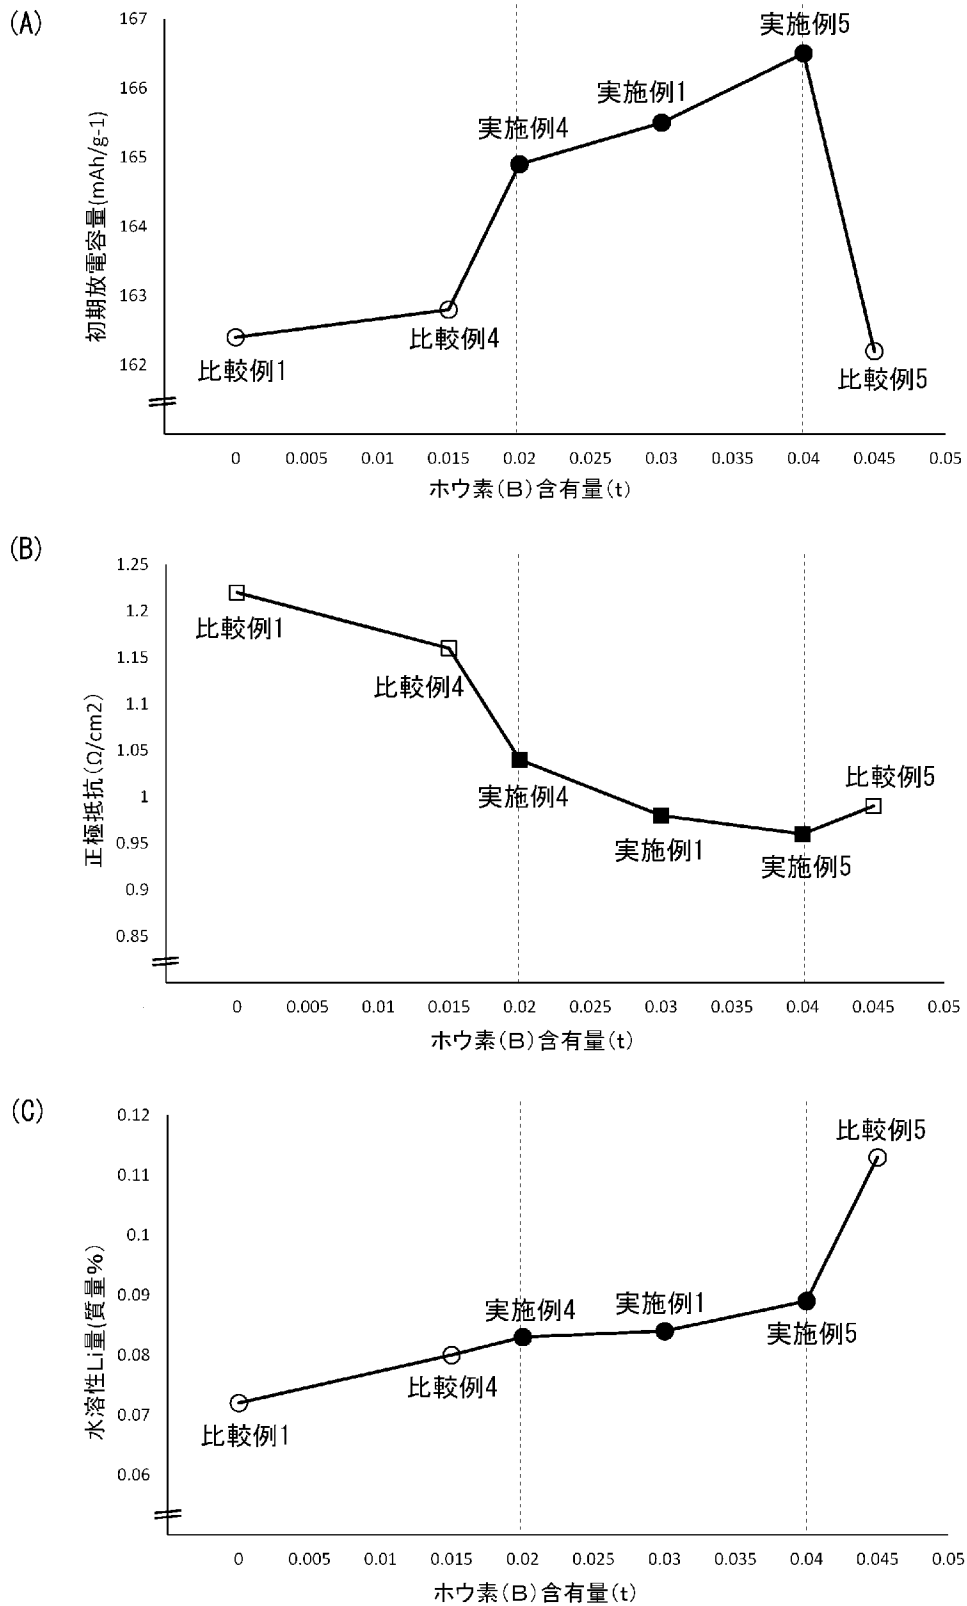 (A)
167
166
165
164
163
162
初期放電容量(mAh/g-1)
実施例5
実施例1
実施例4
比較例4
比較例1
比較例5
0 0.005 0.01 0.015 0.02 0.025 0.03 0.035 0.04 0.045 0.05
ホウ素(B)含有量(t)
(B)
1.25
1.2
1.15
1.1
1.05
1
0.95
0.9
0.85
正極抵抗(Ω/cm2)
比較例1
比較例4
実施例4
実施例1
実施例5
比較例5
0 0.005 0.01 0.015 0.02 0.025 0.03 0.035 0.04 0.045 0.05
ホウ素(B)含有量(t)
(C)
0.12
0.11
0.1
0.09
0.08
0.07
0.06
水溶性Li量(質量%)
比較例5
実施例4
実施例1
実施例5
比較例4
比較例1
0 0.005 0.01 0.015 0.02 0.025 0.03 0.035 0.04 0.045 0.05
ホウ素(B)含有量(t)